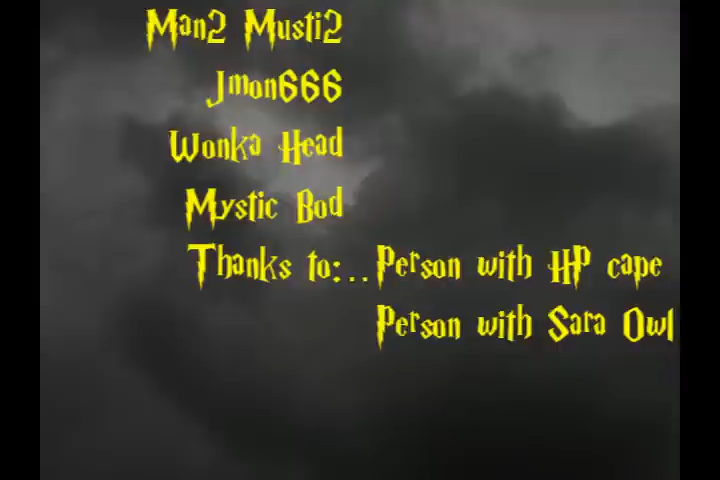 Man2 Musti2
Jmon666
Wonka Head
Mystic Bod
Thanks to:..Person with HP cape
Person with Sara Owl